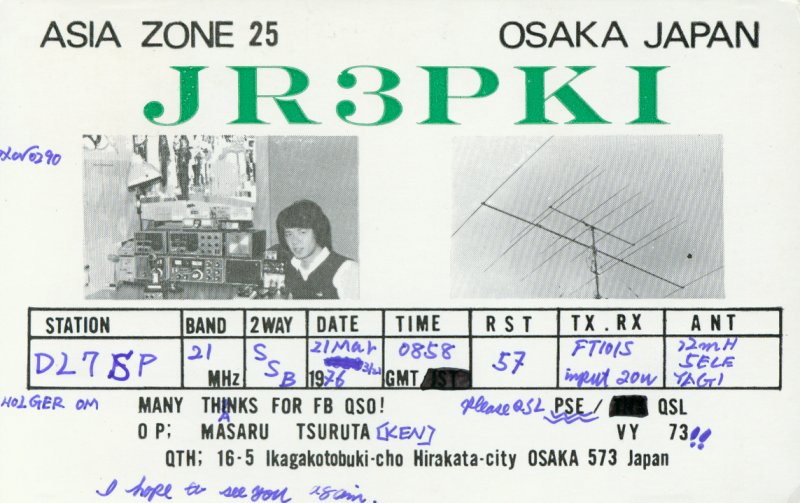 ASIA ZONE 25 OSAKA JAPAN
JR3PKI
STATION BAND 2WAY DATE TIME RST TX.RX ANT
DL7SP 21 MHz SSB 21 Mar 1976 0858 GMT 57 FT101S input 20W 22mH 5ELE YAGI
HOLGER OM MANY THANKS FOR FB QSO! please QSL PSE / QSL
OP; MASARU TSURUTA [KEN] VY 73!!
QTH; 16-5 Ikagakotobuki-cho Hirakata-city OSAKA 573 Japan
I hope to see you again.